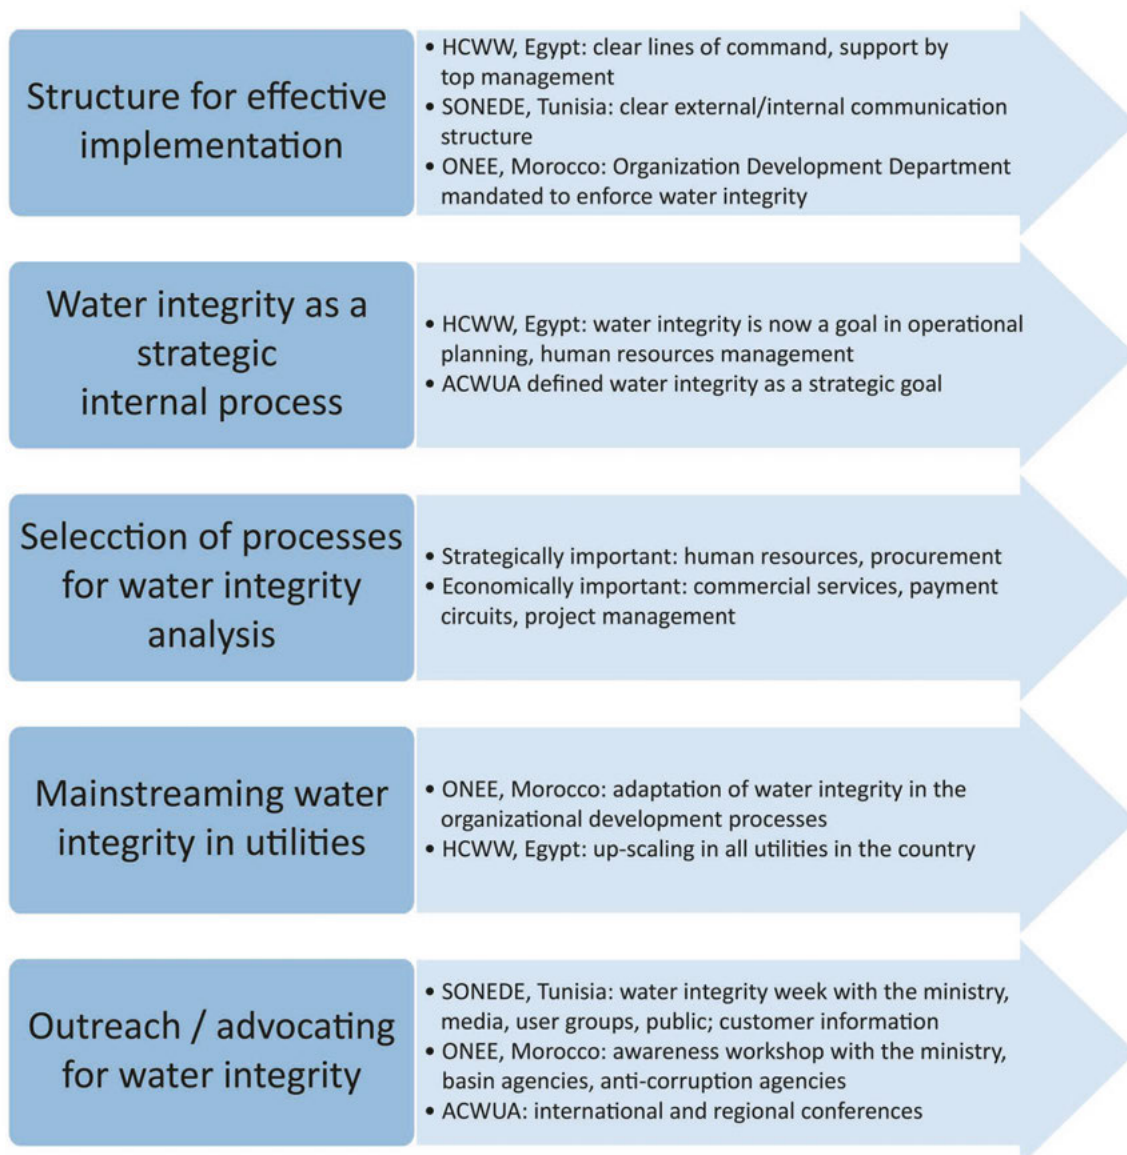 Structure for effective
implementation
• HCWW, Egypt: clear lines of command, support by
top management
• SONEDE, Tunisia: clear external/internal communication
structure
• ONEE, Morocco: Organization Development Department
mandated to enforce water integrity
Water integrity as a
strategic
internal process
• HCWW, Egypt: water integrity is now a goal in operational
planning, human resources management
• ACWUA defined water integrity as a strategic goal
Selecction of processes
for water integrity
analysis
• Strategically important: human resources, procurement
• Economically important: commercial services, payment
circuits, project management
Mainstreaming water
integrity in utilities
• ONEE, Morocco: adaptation of water integrity in the
organizational development processes
• HCWW, Egypt: up-scaling in all utilities in the country
Outreach / advocating
for water integrity
• SONEDE, Tunisia: water integrity week with the ministry,
media, user groups, public; customer information
• ONEE, Morocco: awareness workshop with the ministry,
basin agencies, anti-corruption agencies
• ACWUA: international and regional conferences